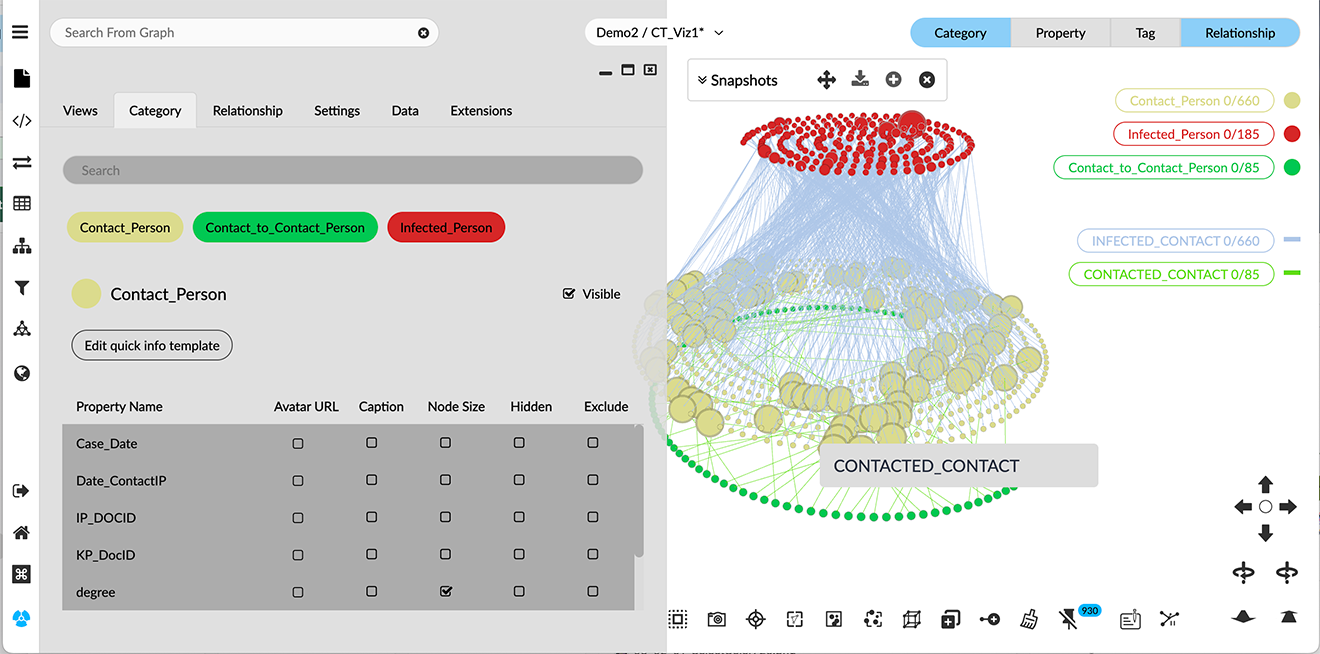 Search From Graph
Demo2 / CT_Viz1*
Category Property Tag Relationship
Snapshots
Views Category Relationship Settings Data Extensions
Search
Contact_Person Contact_to_Contact_Person Infected_Person
Contact_Person
Visible
Edit quick info template
Property Name Avatar URL Caption Node Size Hidden Exclude
Case_Date
Date_ContactIP
IP_DOCID
KP_DocID
degree
Contact_Person 0/660
Infected_Person 0/185
Contact_to_Contact_Person 0/85
INFECTED_CONTACT 0/660
CONTACTED_CONTACT 0/85
CONTACTED_CONTACT
930